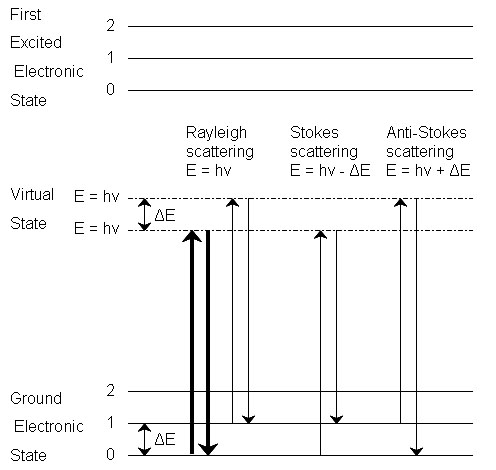 First
2
Excited
1
Electronic
0
State
Rayleigh
scattering
E = hν
Stokes
scattering
E = hν - ΔE
Anti-Stokes
scattering
E = hν + ΔE
Virtual
E = hν
ΔE
State
E = hν
Ground
2
Electronic
1
ΔE
State
0